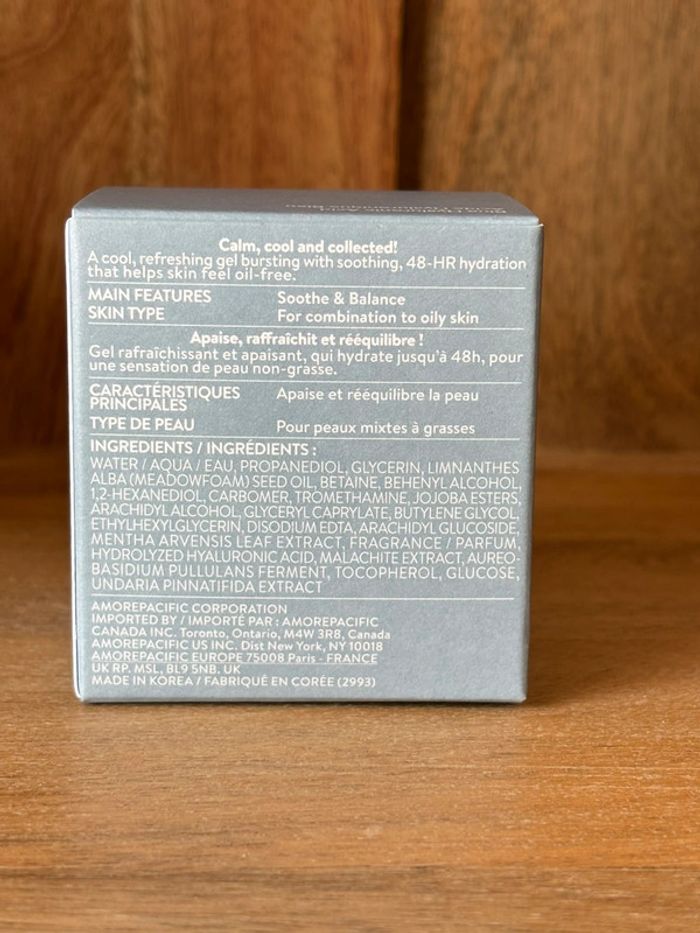 Calm, cool and collected!
A cool, refreshing gel bursting with soothing, 48-HR hydration
that helps skin feel oil-free.
MAIN FEATURES Soothe & Balance
SKIN TYPE For combination to oily skin
Apaise, raffraîchit et rééquilibre !
Gel rafraîchissant et apaisant, qui hydrate jusqu'à 48h, pour
une sensation de peau non-grasse.
CARACTÉRISTIQUES Apaise et rééquilibre la peau
PRINCIPALES
TYPE DE PEAU Pour peaux mixtes à grasses
INGREDIENTS / INGRÉDIENTS :
WATER / AQUA / EAU, PROPANEDIOL, GLYCERIN, LIMNANTHES
ALBA (MEADOWFOAM) SEED OIL, BETAINE, BEHENYL ALCOHOL,
1,2-HEXANEDIOL, CARBOMER, TROMETHAMINE, JOJOBA ESTERS,
ARACHIDYL ALCOHOL, GLYCERYL CAPRYLATE, BUTYLENE GLYCOL,
ETHYLHEXYLGLYCERIN, DISODIUM EDTA, ARACHIDYL GLUCOSIDE,
MENTHA ARVENSIS LEAF EXTRACT, FRAGRANCE / PARFUM,
HYDROLYZED HYALURONIC ACID, MALACHITE EXTRACT, AUREO-
BASIDIUM PULLULANS FERMENT, TOCOPHEROL, GLUCOSE,
UNDARIA PINNATIFIDA EXTRACT
AMOREPACIFIC CORPORATION
IMPORTED BY / IMPORTÉ PAR : AMOREPACIFIC
CANADA INC. Toronto, Ontario, M4W 3R8, Canada
AMOREPACIFIC US INC. Dist New York, NY 10018
AMOREPACIFIC EUROPE 75008 Paris - FRANCE
UK RP. MSL, BL9 5NB. UK
MADE IN KOREA / FABRIQUÉ EN CORÉE (2993)